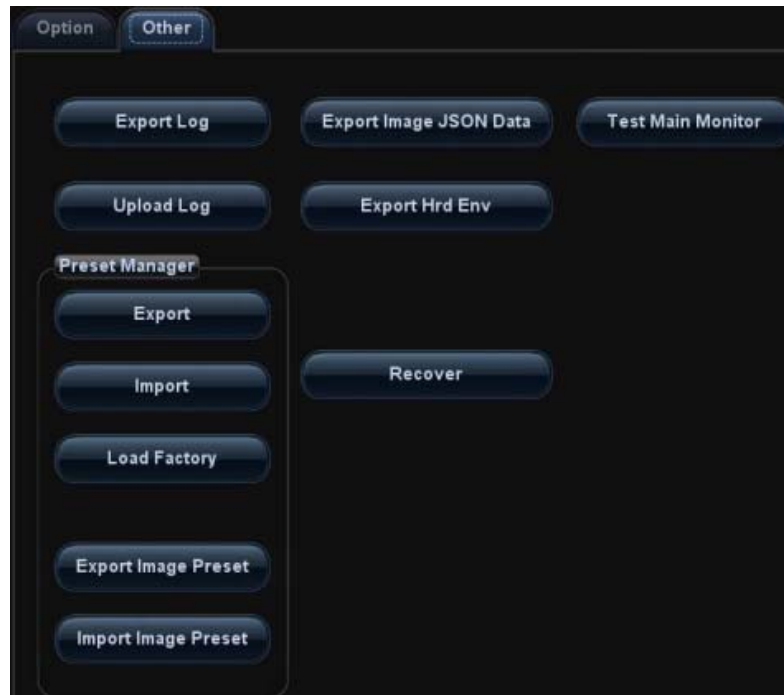 Option Other
Export Log Export Image JSON Data Test Main Monitor
Upload Log Export Hrd Env
Preset Manager
Export
Import
Recover
Load Factory
Export Image Preset
Import Image Preset